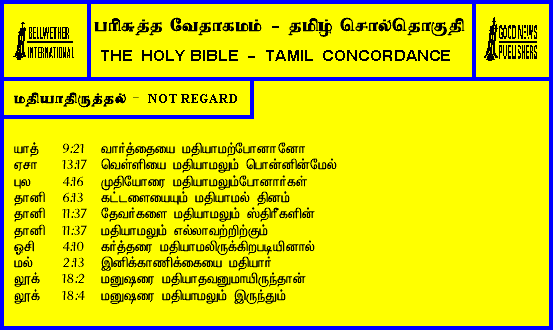 BELLWETHER INTERNATIONAL
பரிசுத்த வேதாகமம் - தமிழ் சொல்தொகுதி
THE HOLY BIBLE - TAMIL CONCORDANCE
GOOD NEWS PUBLISHERS
மதியாதிருத்தல் - NOT REGARD
யாத் 9:21 வார்த்தையை மதியாமற்போனானோ
ஏசா 13:17 வெள்ளியை மதியாமலும் பொன்னின்மேல்
புல 4:16 முதியோரை மதியாமலும்போனார்கள்
தானி 6:13 கட்டளையையும் மதியாமல் தினம்
தானி 11:37 தேவர்களை மதியாமலும் ஸ்திரீகளின்
தானி 11:37 மதியாமலும் எல்லாவற்றிற்கும்
ஓசி 4:10 கர்த்தரை மதியாமலிருக்கிறபடியினால்
மல் 2:13 இனிக்காணிக்கையை மதியார்
லூக் 18:2 மனுஷரை மதியாதவனுமாயிருந்தான்
லூக் 18:4 மனுஷரை மதியாமலும் இருந்தும்